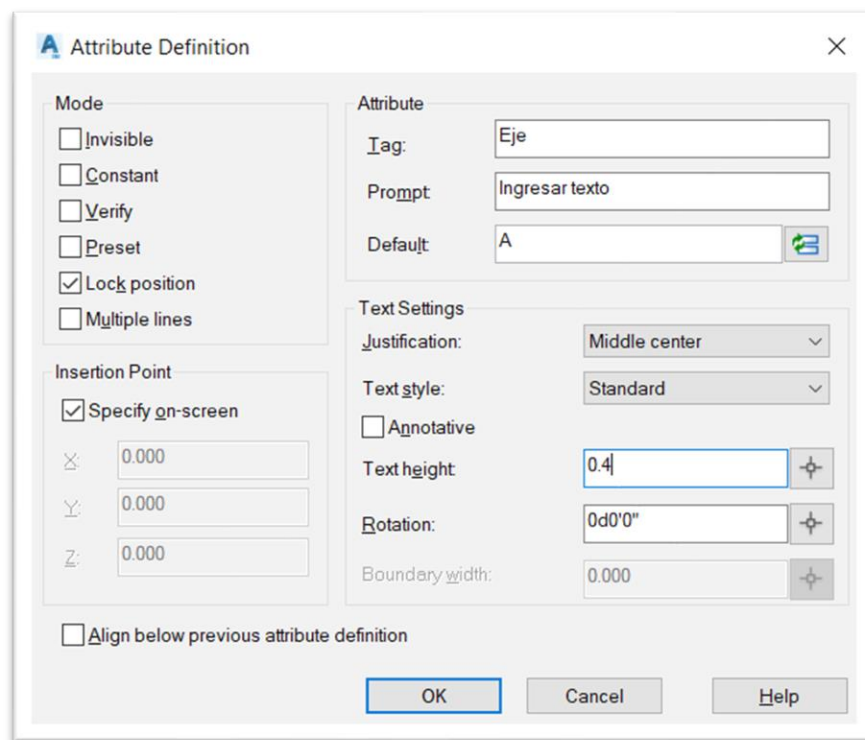 Attribute Definition
Mode
Invisible
Constant
Verify
Preset
Lock position
Multiple lines
Insertion Point
Specify on-screen
X: 0.000
Y: 0.000
Z: 0.000
Attribute
Tag: Eje
Prompt: Ingresar texto
Default: A
Text Settings
Justification: Middle center
Text style: Standard
Annotative
Text height: 0.4
Rotation: 0d0'0"
Boundary width: 0.000
Align below previous attribute definition
OK Cancel Help